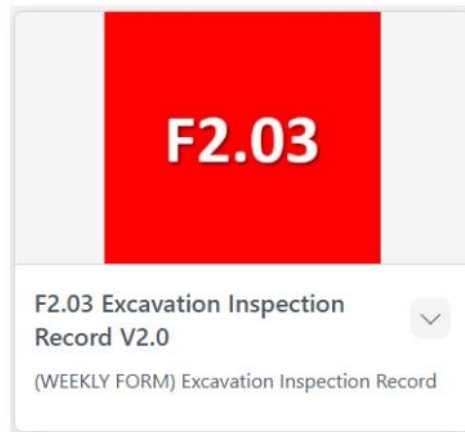 F2.03
F2.03 Excavation Inspection
Record V2.0
(WEEKLY FORM) Excavation Inspection Record